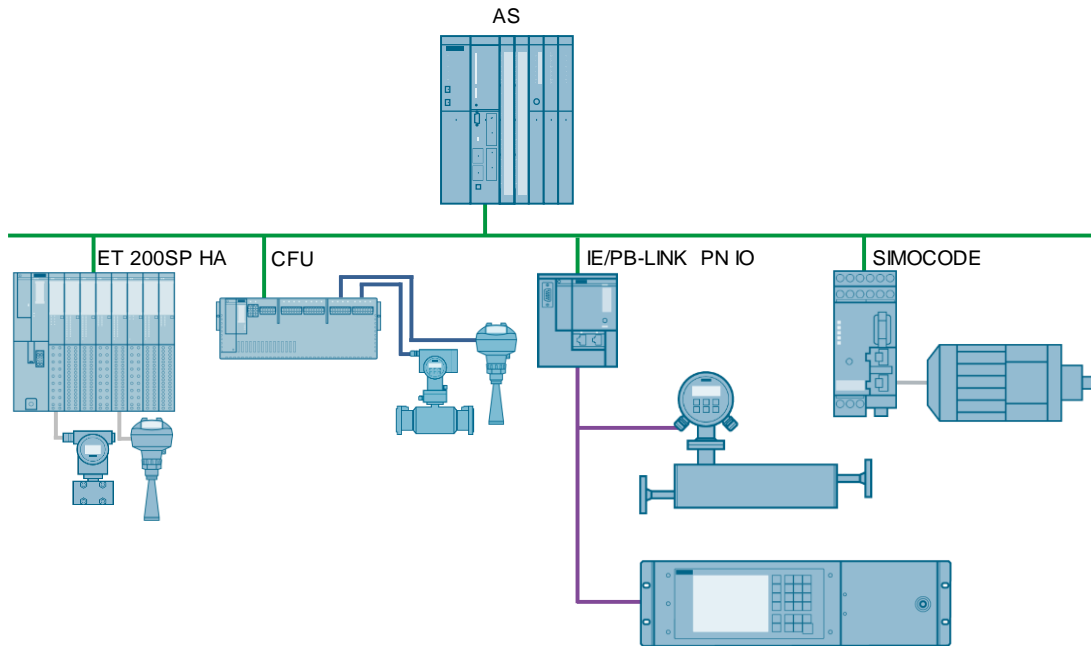 AS
ET 200SP HA
CFU
IE/PB-LINK PN IO
SIMOCODE